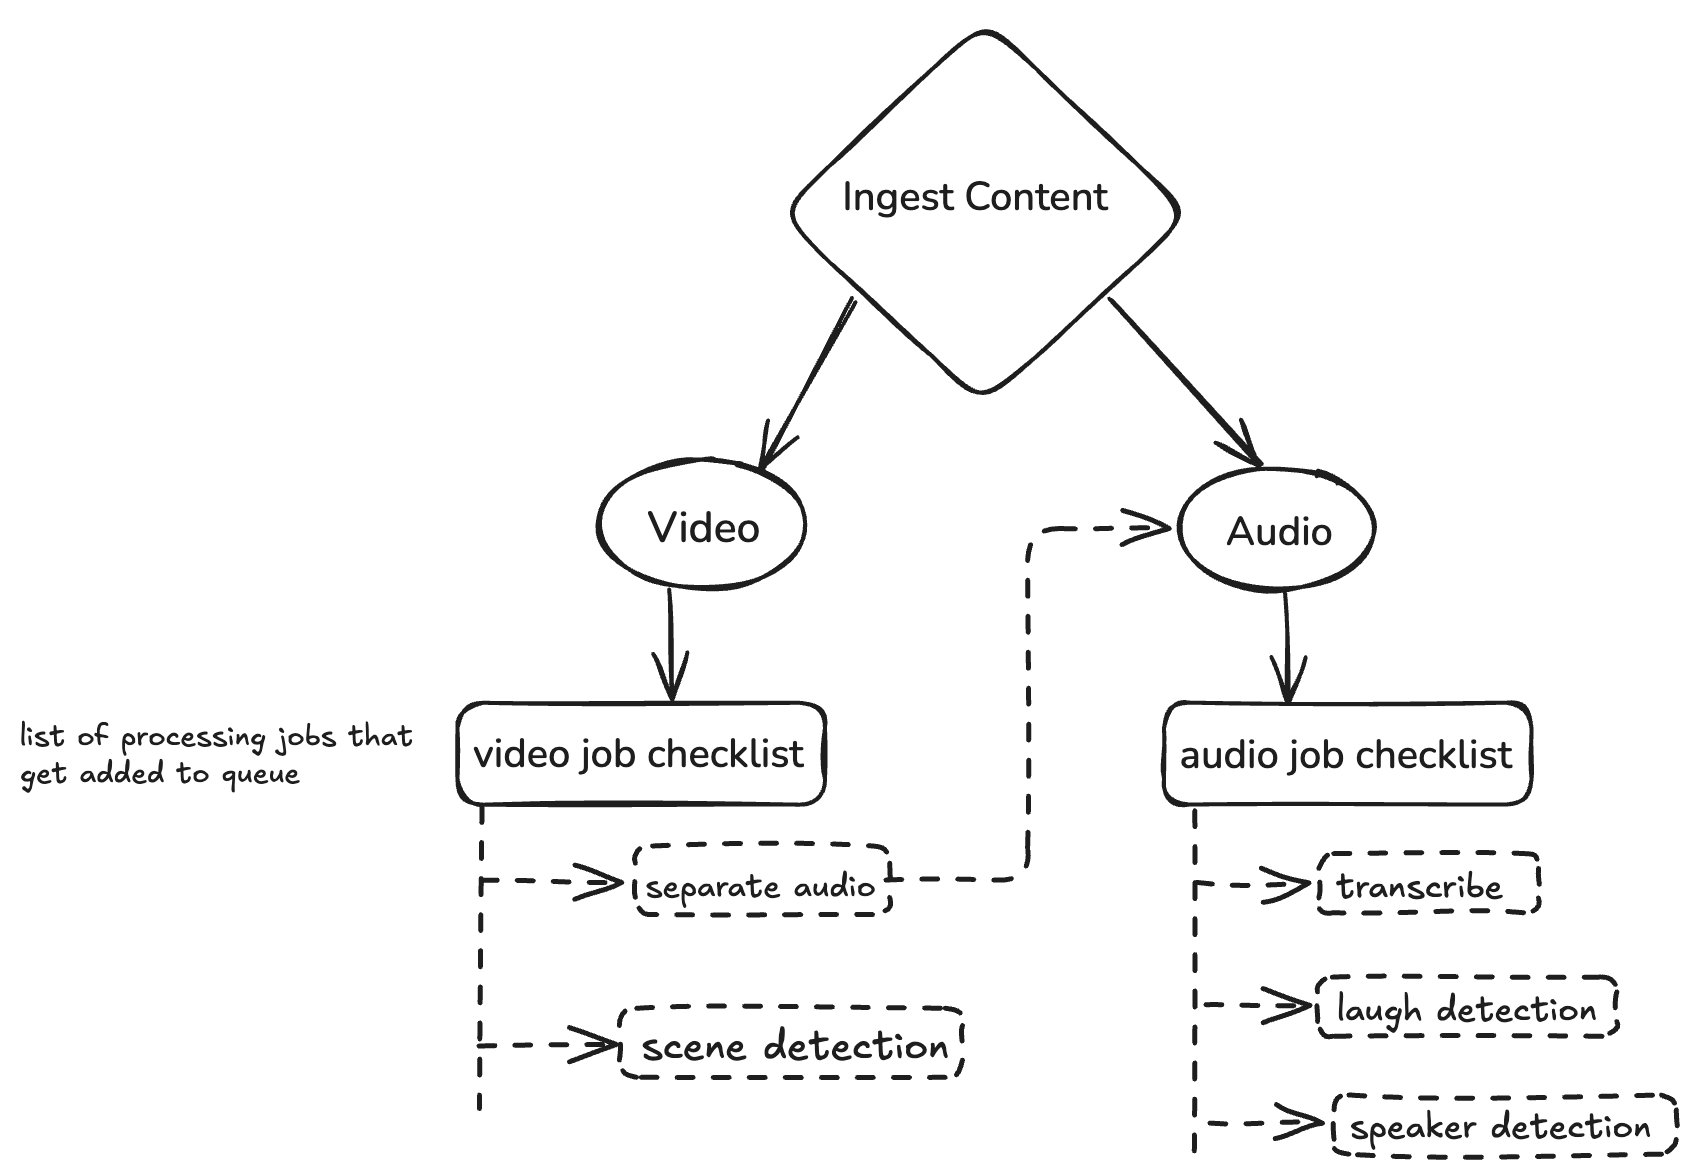 Ingest Content
Video
Audio
list of processing jobs that
get added to queue
video job checklist
audio job checklist
separate audio
transcribe
scene detection
laugh detection
speaker detection